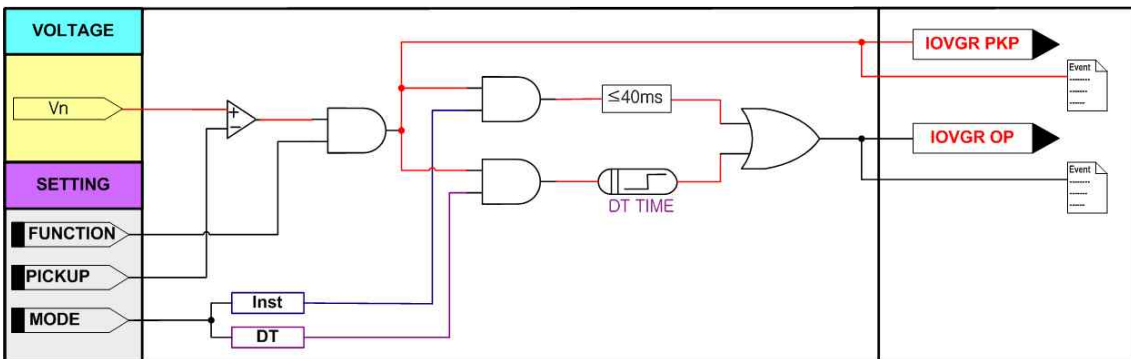 VOLTAGE
Vn
+
−
SETTING
FUNCTION
PICKUP
MODE
Inst
DT
≤40ms
DT TIME
IOVGR PKP
Event
IOVGR OP
Event